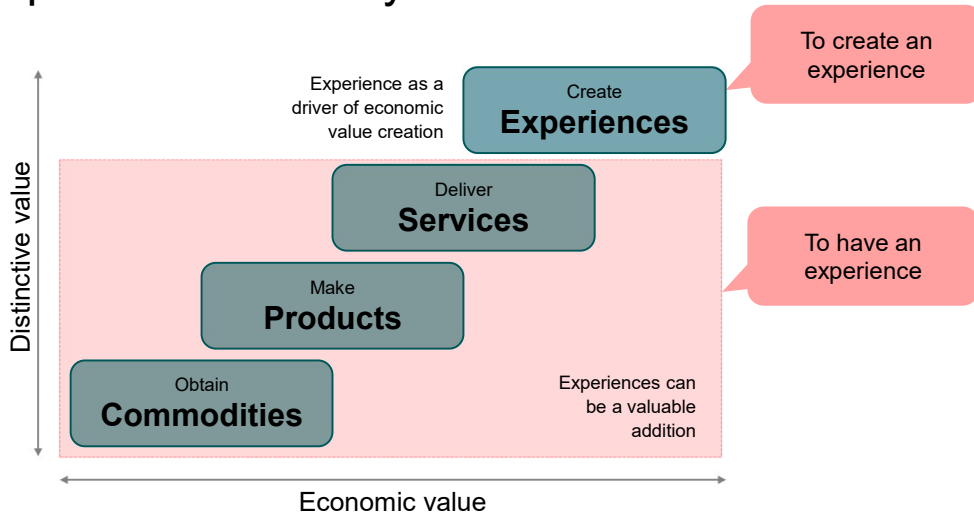 To create an
experience
Experience as a
driver of economic
value creation
Create
Experiences
Deliver
Services
To have an
experience
Make
Products
Obtain
Commodities
Experiences can
be a valuable
addition
Distinctive value
Economic value